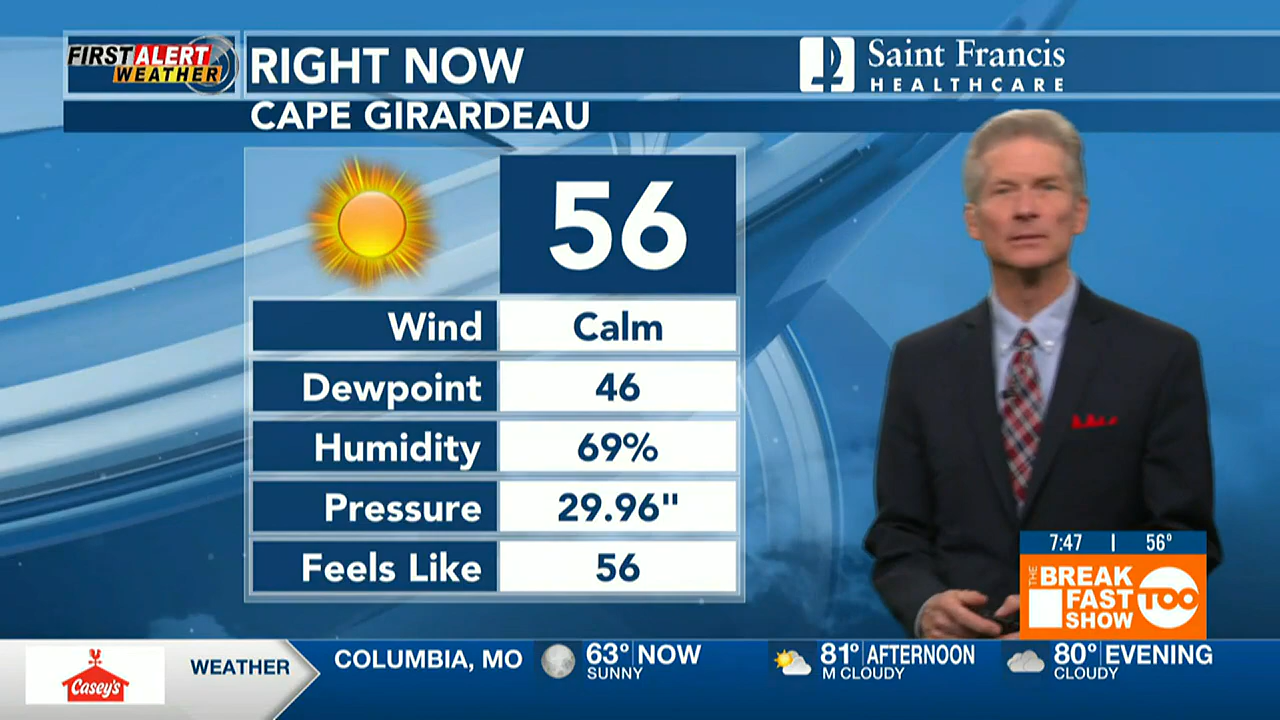 FIRST ALERT
WEATHER
RIGHT NOW
Saint Francis
HEALTHCARE
CAPE GIRARDEAU
56
Wind Calm
Dewpoint 46
Humidity 69%
Pressure 29.96"
Feels Like 56
7:47 | 56°
THE
BREAK
FAST
SHOW
TOO
Casey's
WEATHER
COLUMBIA, MO
63° NOW
SUNNY
81° AFTERNOON
M CLOUDY
80° EVENING
CLOUDY